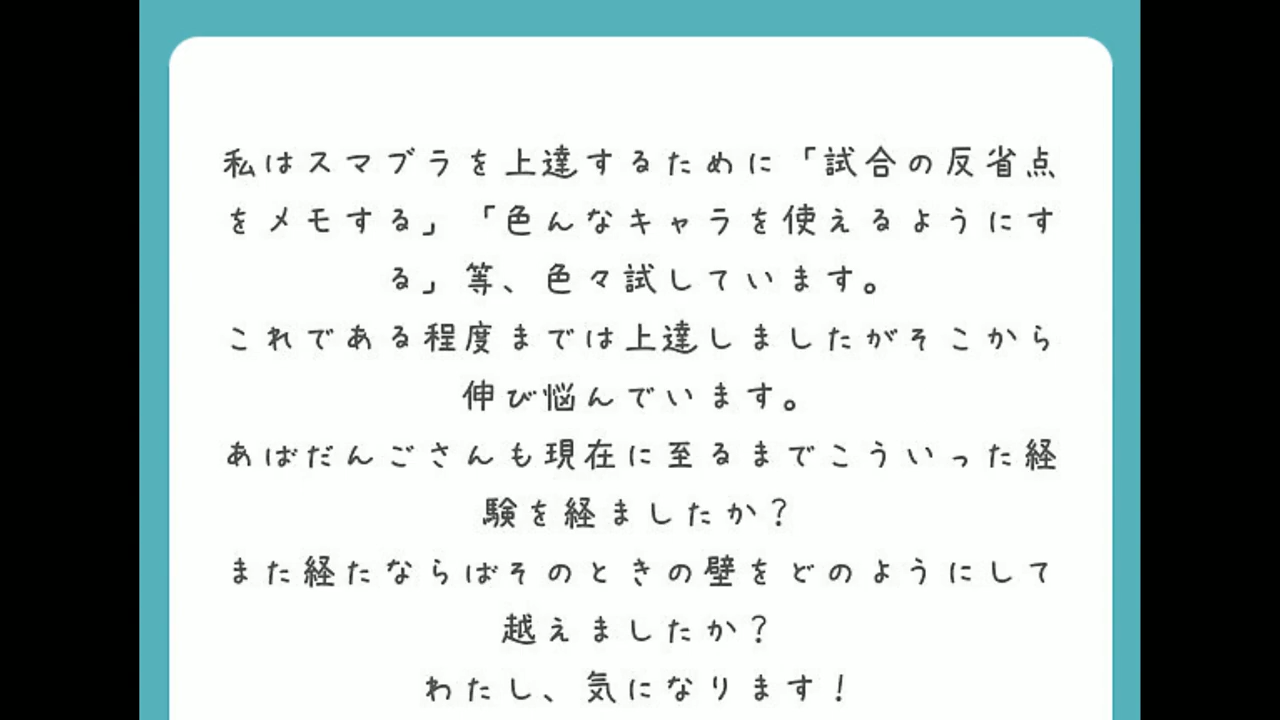 私はスマブラを上達するために「試合の反省点
をメモする」「色んなキャラを使えるようにす
る」等、色々試しています。
これである程度までは上達しましたがそこから
伸び悩んでいます。
あばだんごさんも現在に至るまでこういった経
験を経ましたか？
また経たならばそのときの壁をどのようにして
越えましたか？
わたし、気になります！